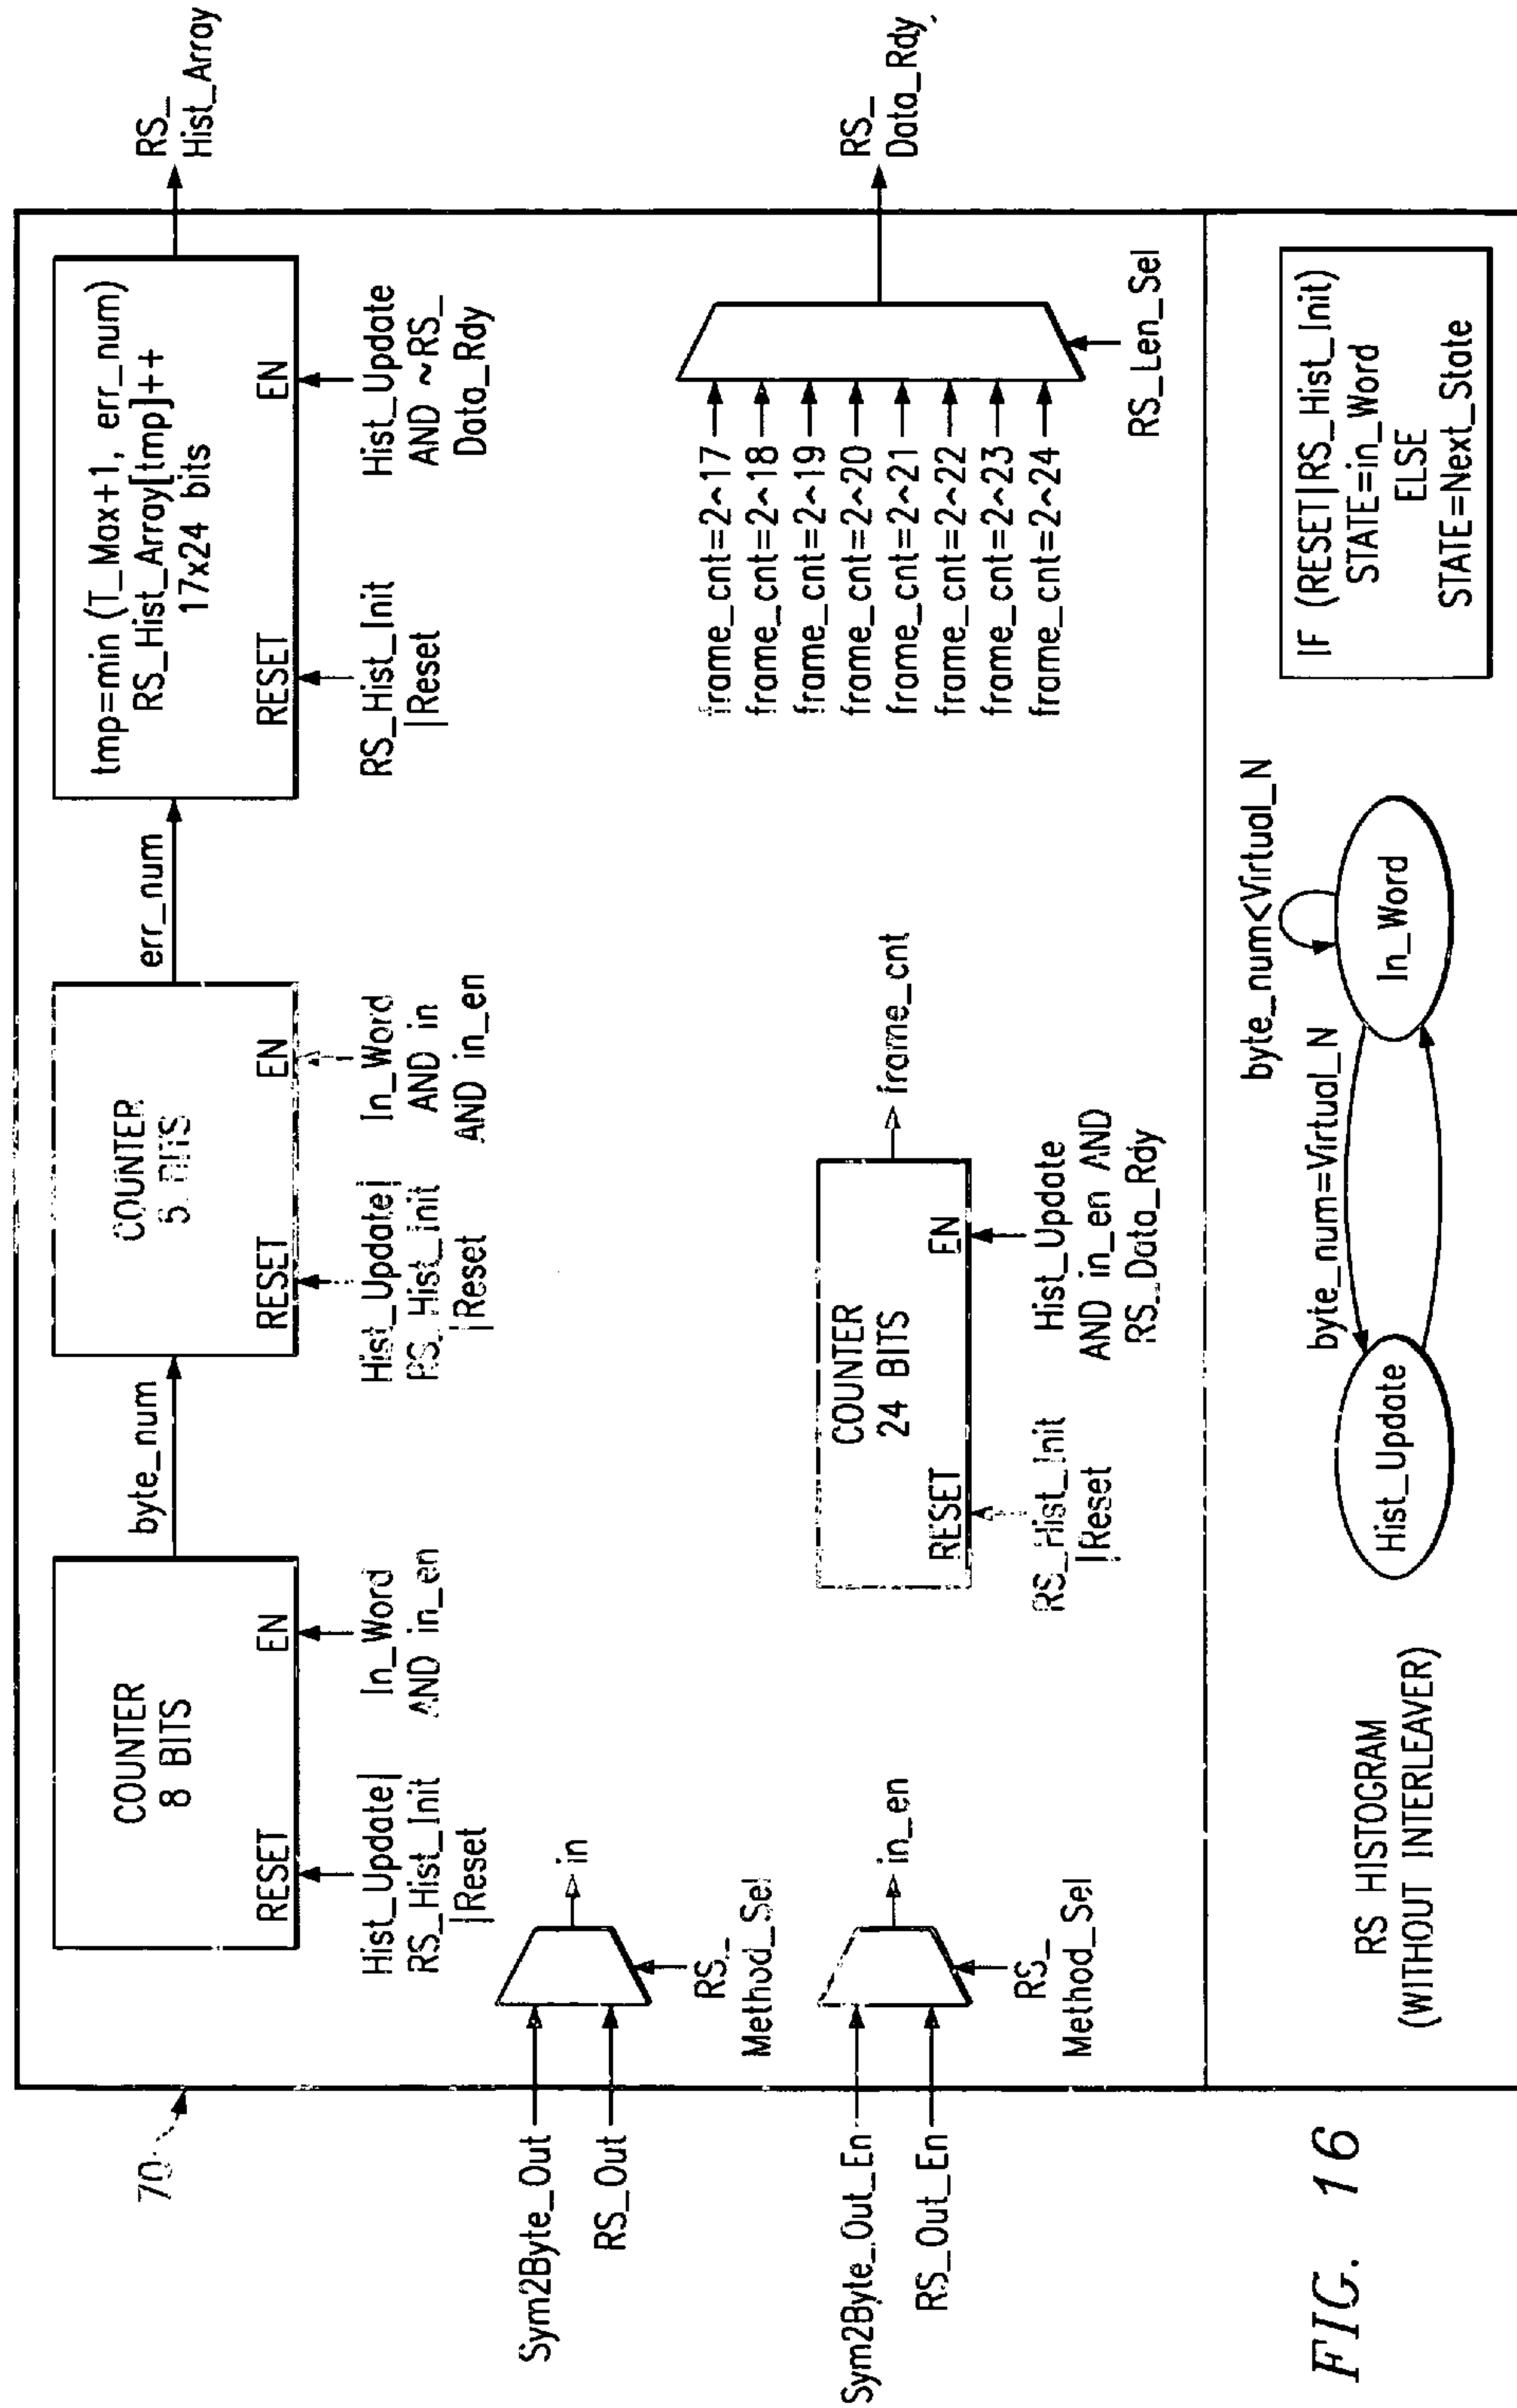 70
COUNTER
8 BITS
RESET
EN
Hist_Update|
RS_Hist_Init
|Reset
In_Word
AND in_en
byte_num
COUNTER
5 BITS
RESET
EN
Hist_Update|
RS_Hist_Init
|Reset
In_Word
AND in
AND in_en
err_num
tmp=min (T_Max+1, err_num)
RS_Hist_Array[tmp]++
17x24 bits
RESET
EN
RS_Hist_Init
|Reset
Hist_Update
AND ~RS_
Data_Rdy
RS_
Hist_Array
Sym2Byte_Out
RS_Out
in
RS_
Method_Sel
Sym2Byte_Out_En
RS_Out_En
in_en
RS_
Method_Sel
COUNTER
24 BITS
RESET
EN
RS_Hist_Init
|Reset
Hist_Update
AND in_en AND
RS_Data_Rdy
frame_cnt
frame_cnt=2^17
frame_cnt=2^18
frame_cnt=2^19
frame_cnt=2^20
frame_cnt=2^21
frame_cnt=2^22
frame_cnt=2^23
frame_cnt=2^24
RS_Len_Sel
RS_
Data_Rdy
RS HISTOGRAM
(WITHOUT INTERLEAVER)
Hist_Update
byte_num=Virtual_N
In_Word
byte_num<Virtual_N
IF (RESET|RS_Hist_Init)
STATE=in_Word
ELSE
STATE=Next_State
FIG. 16